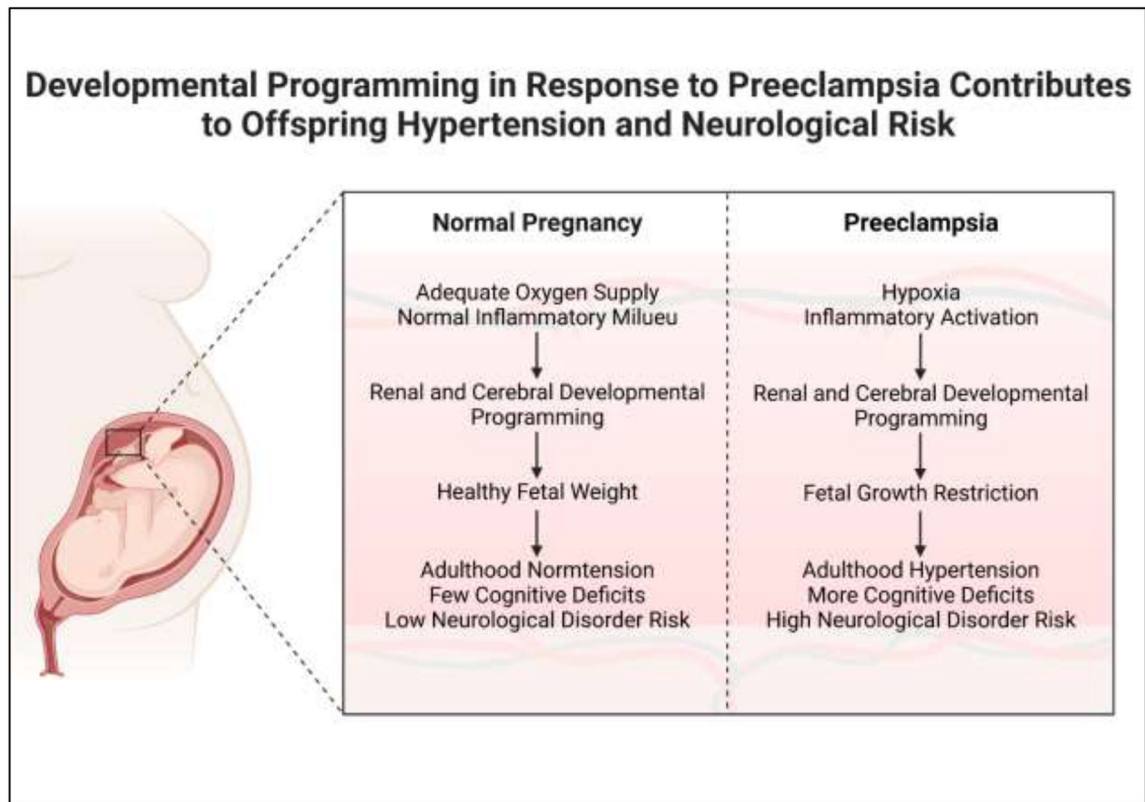 Developmental Programming in Response to Preeclampsia Contributes
to Offspring Hypertension and Neurological Risk
Normal Pregnancy
Adequate Oxygen Supply
Normal Inflammatory Milueu
Renal and Cerebral Developmental
Programming
Healthy Fetal Weight
Adulthood Normtension
Few Cognitive Deficits
Low Neurological Disorder Risk
Preeclampsia
Hypoxia
Inflammatory Activation
Renal and Cerebral Developmental
Programming
Fetal Growth Restriction
Adulthood Hypertension
More Cognitive Deficits
High Neurological Disorder Risk